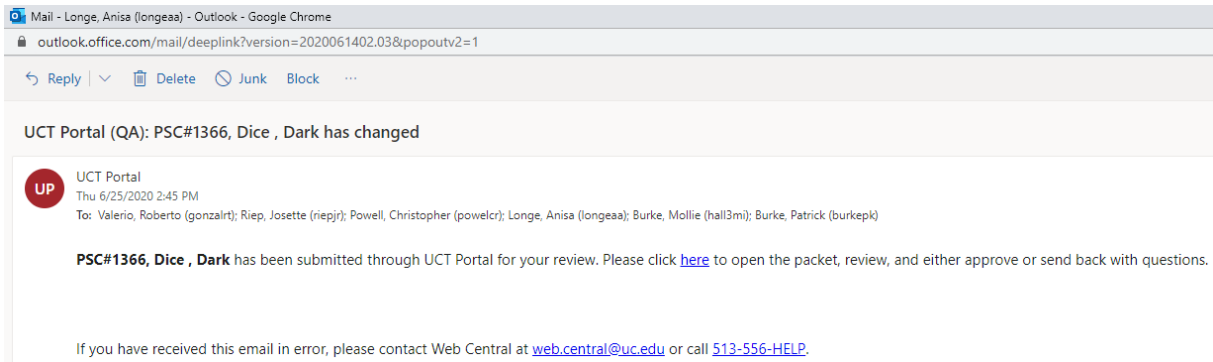 Mail - Longe, Anisa (longeaa) - Outlook - Google Chrome
outlook.office.com/mail/deeplink?version=2020061402.03&popoutv2=1
Reply Delete Junk Block ...
UCT Portal (QA): PSC#1366, Dice , Dark has changed
UP
UCT Portal
Thu 6/25/2020 2:45 PM
To: Valerio, Roberto (gonzalrt); Riep, Josette (riepjr); Powell, Christopher (powelcr); Longe, Anisa (longeaa); Burke, Mollie (hall3mi); Burke, Patrick (burkepk)
PSC#1366, Dice , Dark has been submitted through UCT Portal for your review. Please click here to open the packet, review, and either approve or send back with questions.
If you have received this email in error, please contact Web Central at web.central@uc.edu or call 513-556-HELP.